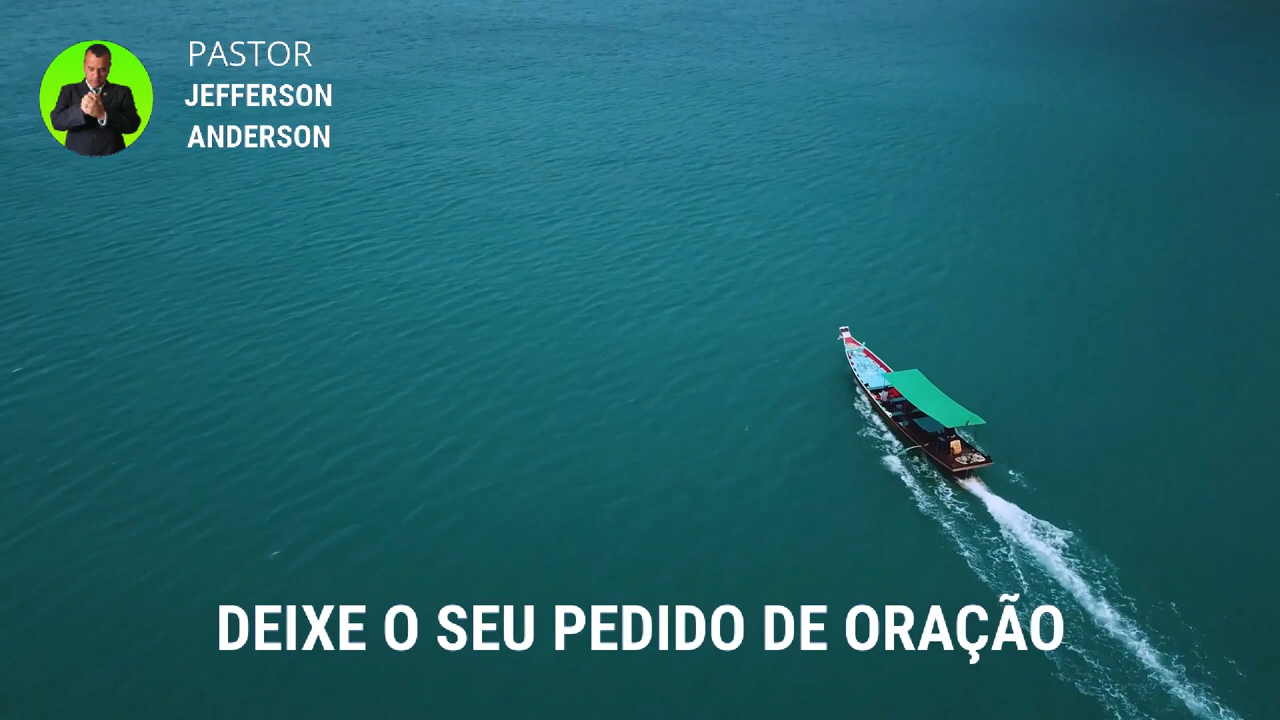 PASTOR
JEFFERSON
ANDERSON
DEIXE O SEU PEDIDO DE ORAÇÃO